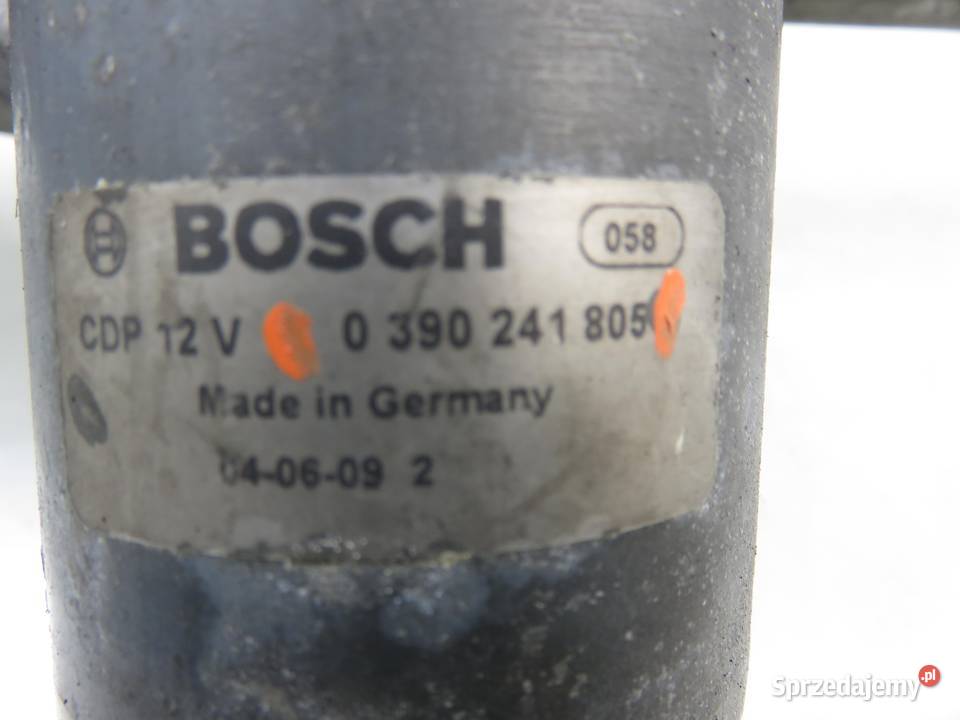 BOSCH 058
CDP 12 V 0 390 241 805
Made in Germany
04-06-09 2
Sprzedajemy.pl